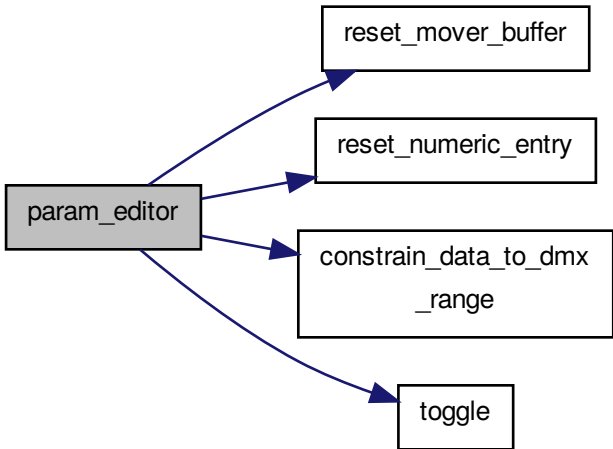 reset_mover_buffer
reset_numeric_entry
param_editor
constrain_data_to_dmx
_range
toggle